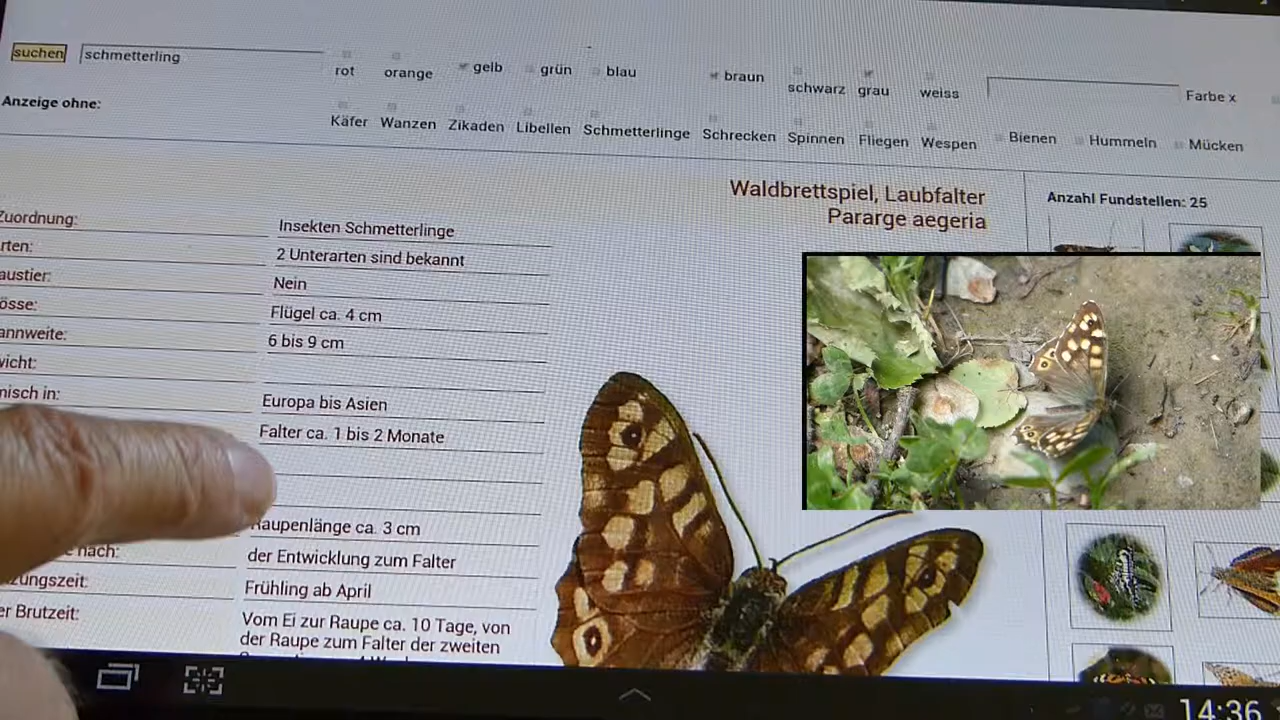 suchen schmetterling rot orange gelb grün blau braun schwarz grau weiss Farbe x
Anzeige ohne: Käfer Wanzen Zikaden Libellen Schmetterlinge Schrecken Spinnen Fliegen Wespen Bienen Hummeln Mücken
Waldbrettspiel, Laubfalter
Pararge aegeria
Anzahl Fundstellen: 25
Zuordnung: Insekten Schmetterlinge
rten: 2 Unterarten sind bekannt
austier: Nein
össe: Flügel ca. 4 cm
annweite: 6 bis 9 cm
wicht:
misch in: Europa bis Asien
Falter ca. 1 bis 2 Monate
Raupenlänge ca. 3 cm
e nach: der Entwicklung zum Falter
zungszeit: Frühling ab April
er Brutzeit: Vom Ei zur Raupe ca. 10 Tage, von
der Raupe zum Falter der zweiten
14:36